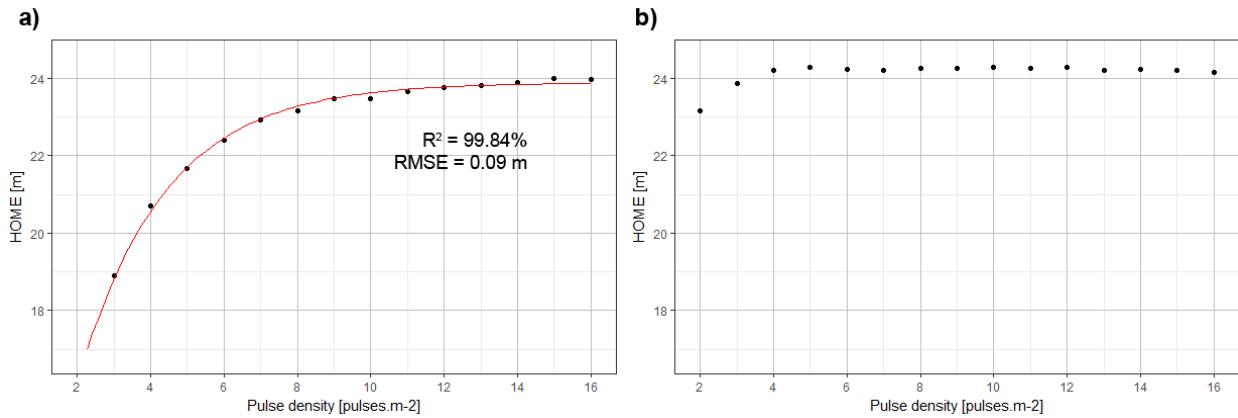 a)
24
22
20
18
HOME [m]
R² = 99.84%
RMSE = 0.09 m
2 4 6 8 10 12 14 16
Pulse density [pulses.m-2]
b)
24
22
20
18
HOME [m]
2 4 6 8 10 12 14 16
Pulse density [pulses.m-2]